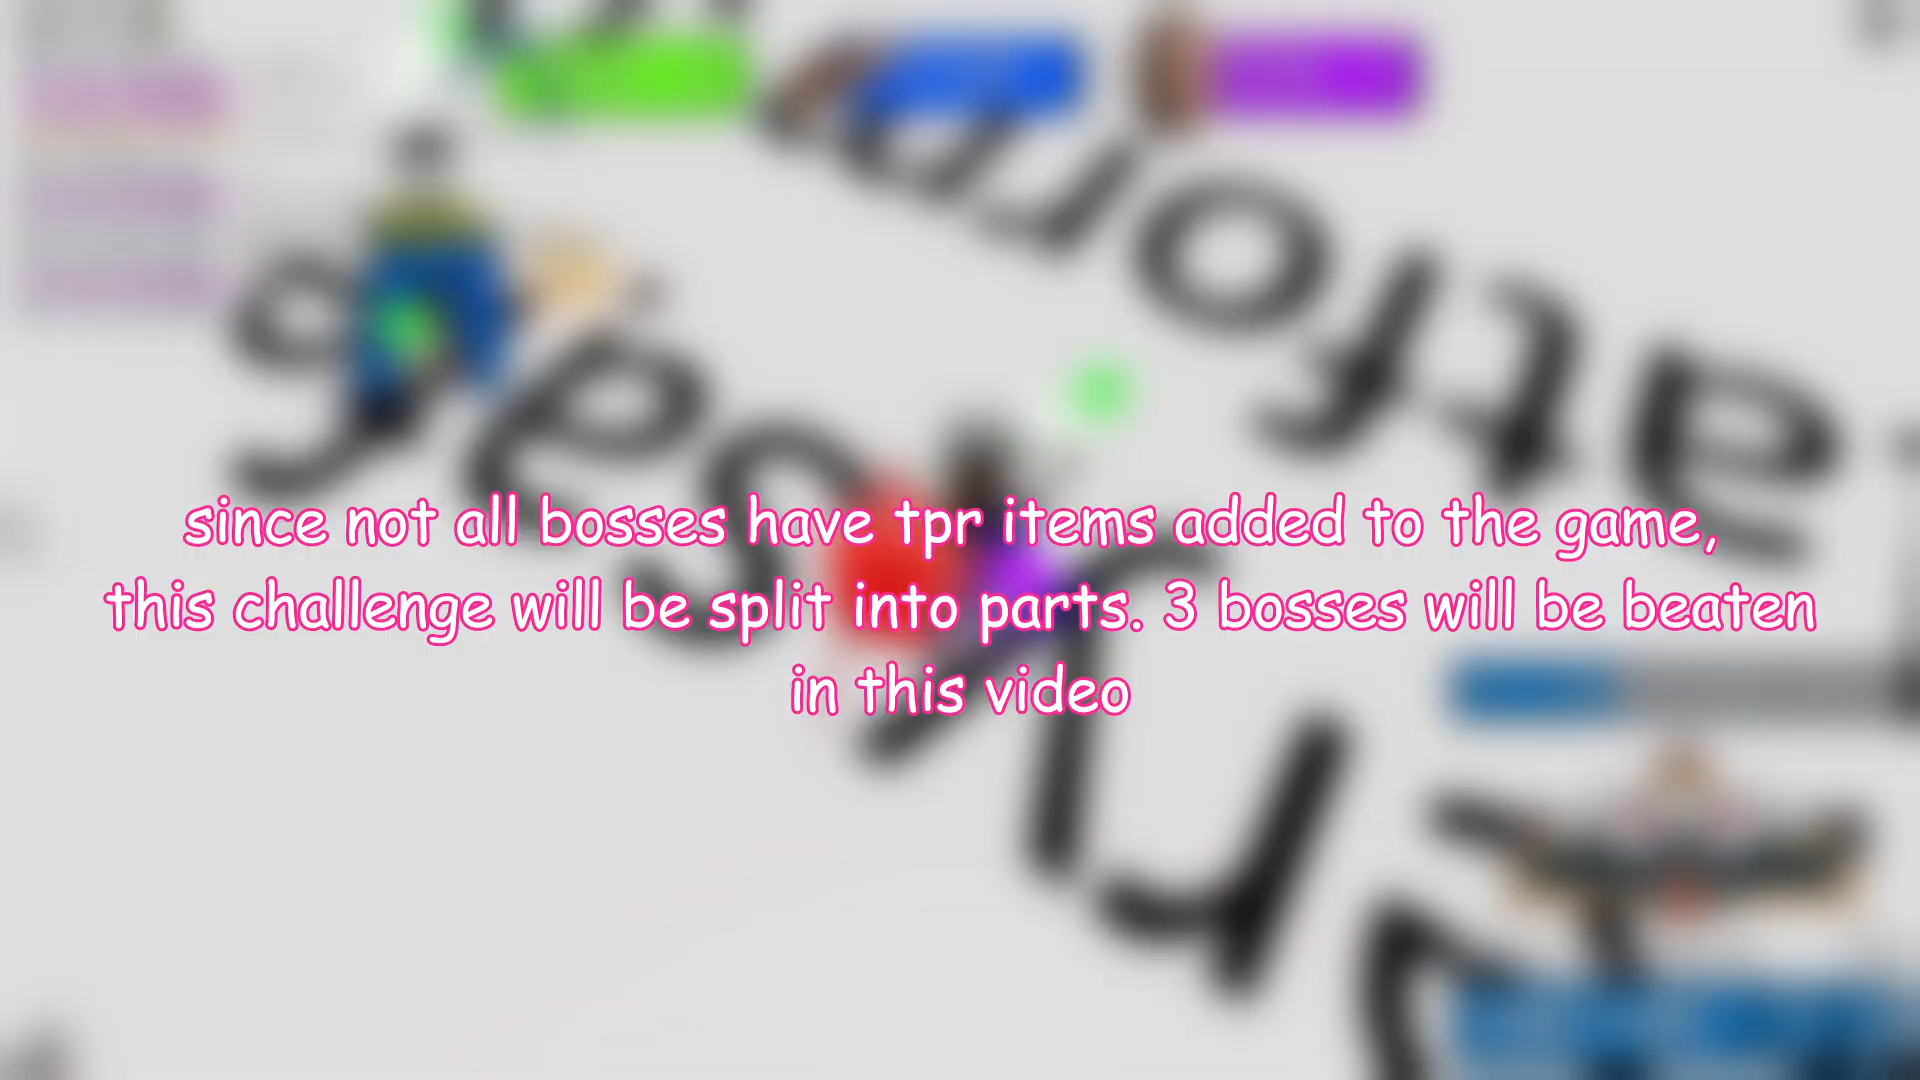 since not all bosses have tpr items added to the game,
this challenge will be split into parts. 3 bosses will be beaten
in this video